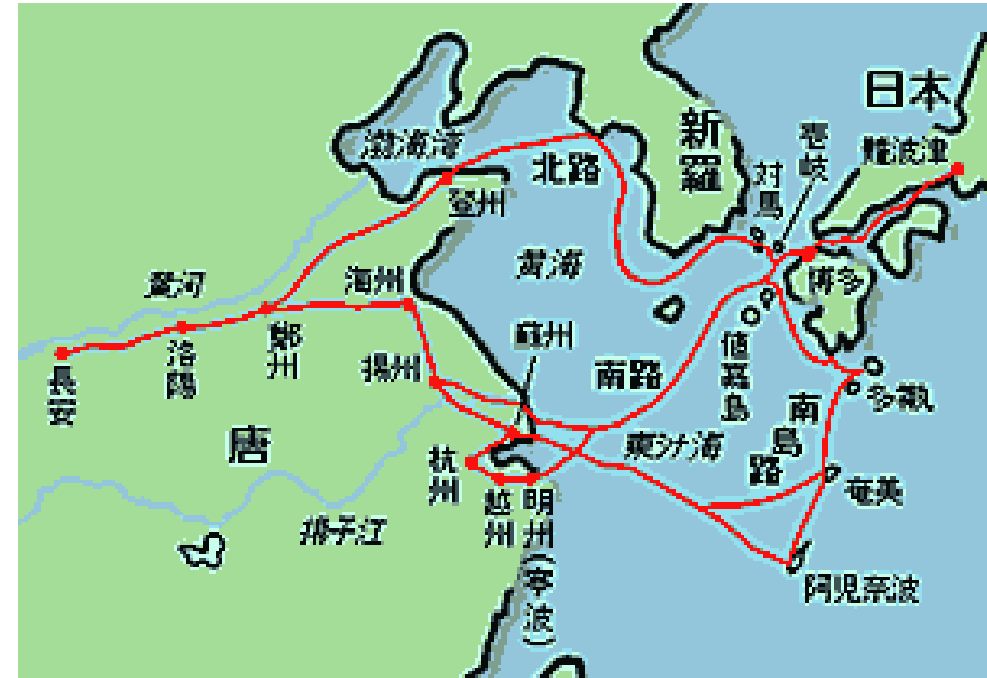 日本
新羅
壱岐
難波津
対馬
渤海湾
北路
登州
黄海
博多
黄河
海州
蘇州
鄭州
洛陽
長安
揚州
南路
値嘉島
多褹
南島路
東シナ海
唐
杭州
越州
明州(寧波)
奄美
揚子江
阿児奈波